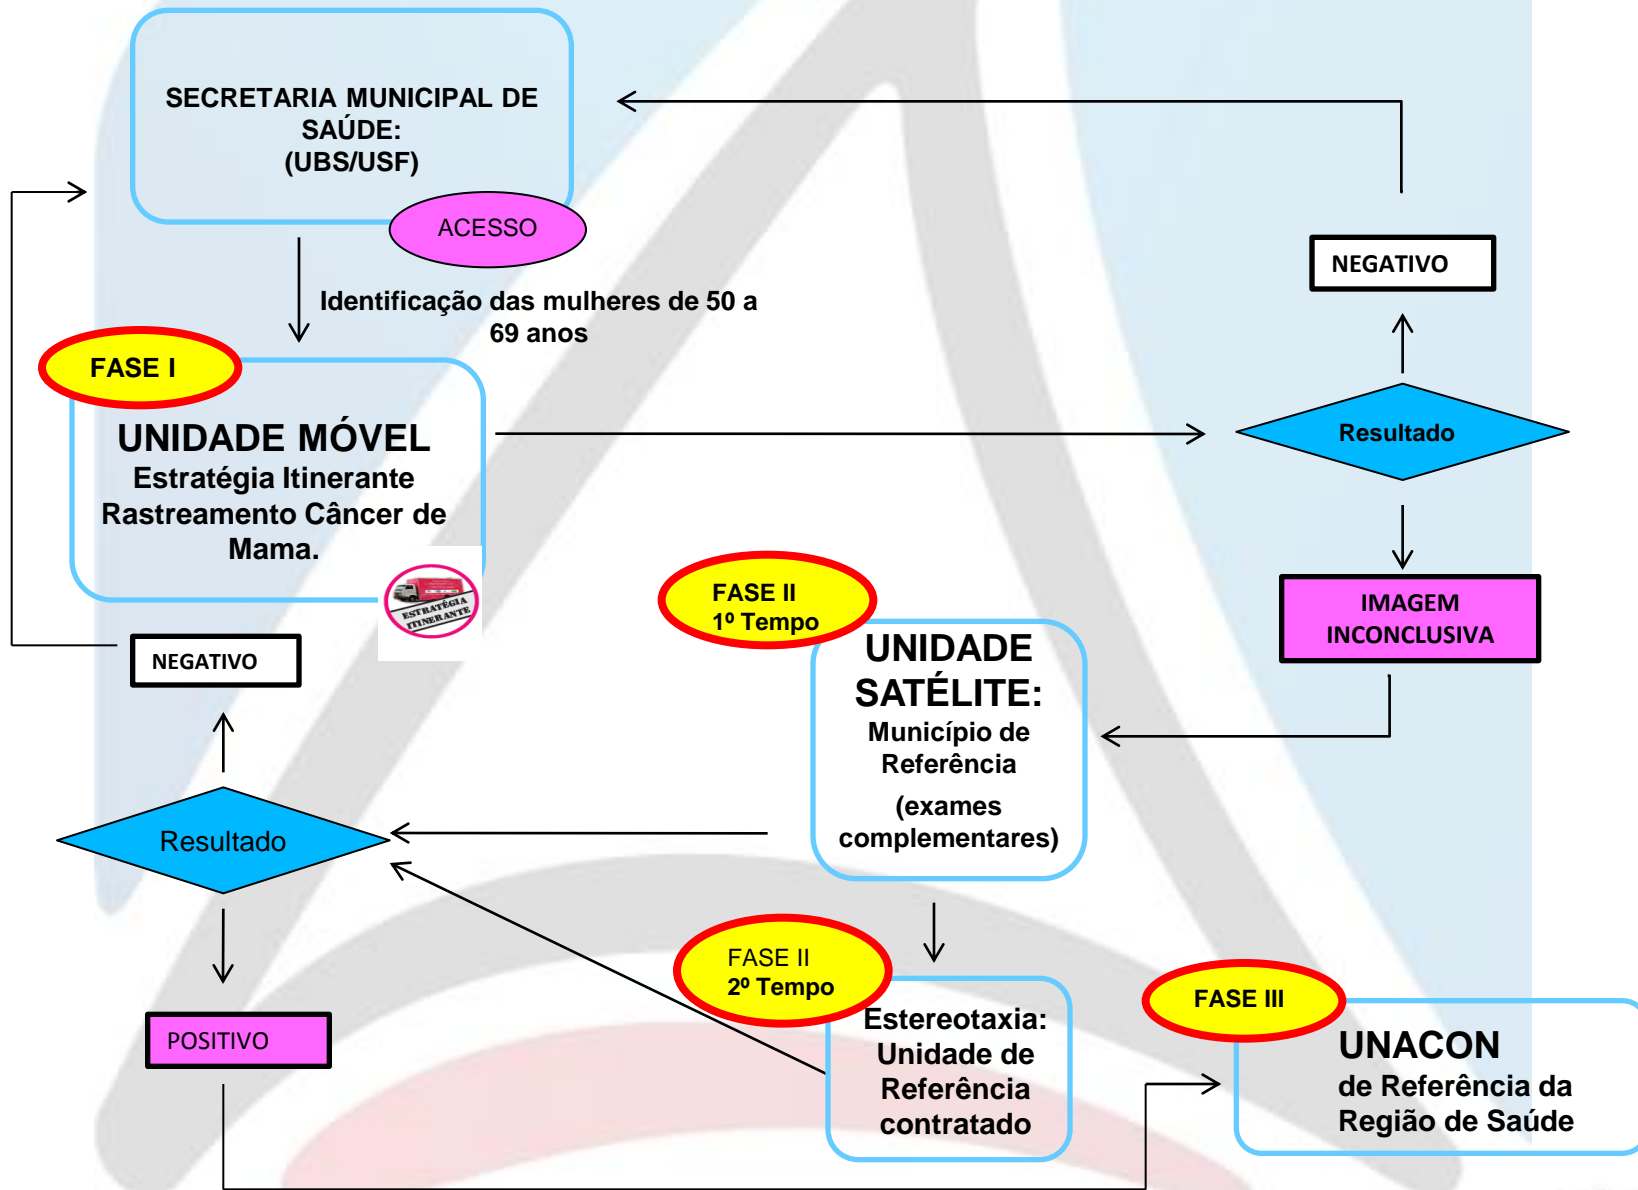 SECRETARIA MUNICIPAL DE
SAÚDE:
(UBS/USF)
ACESSO
Identificação das mulheres de 50 a
69 anos
FASE I
UNIDADE MÓVEL
Estratégia Itinerante
Rastreamento Câncer de
Mama.
ESTRATÉGIA
ITINERANTE
NEGATIVO
Resultado
IMAGEM
INCONCLUSIVA
FASE II
1º Tempo
UNIDADE
SATÉLITE:
Município de
Referência
(exames
complementares)
NEGATIVO
Resultado
POSITIVO
FASE II
2º Tempo
Estereotaxia:
Unidade de
Referência
contratado
FASE III
UNACON
de Referência da
Região de Saúde